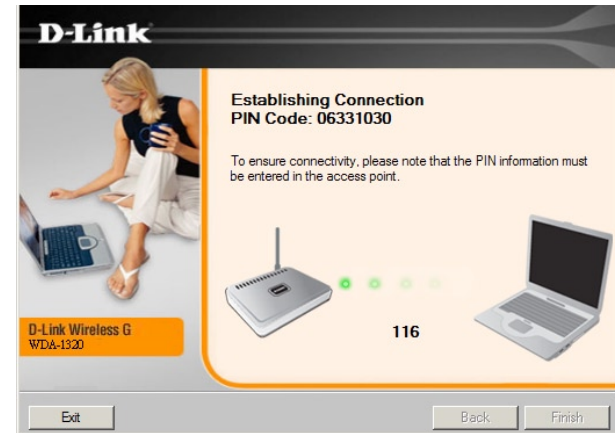 D-Link
Establishing Connection
PIN Code: 06331030
To ensure connectivity, please note that the PIN information must
be entered in the access point.
116
D-Link Wireless G
WDA-1320
Exit
Back
Finish